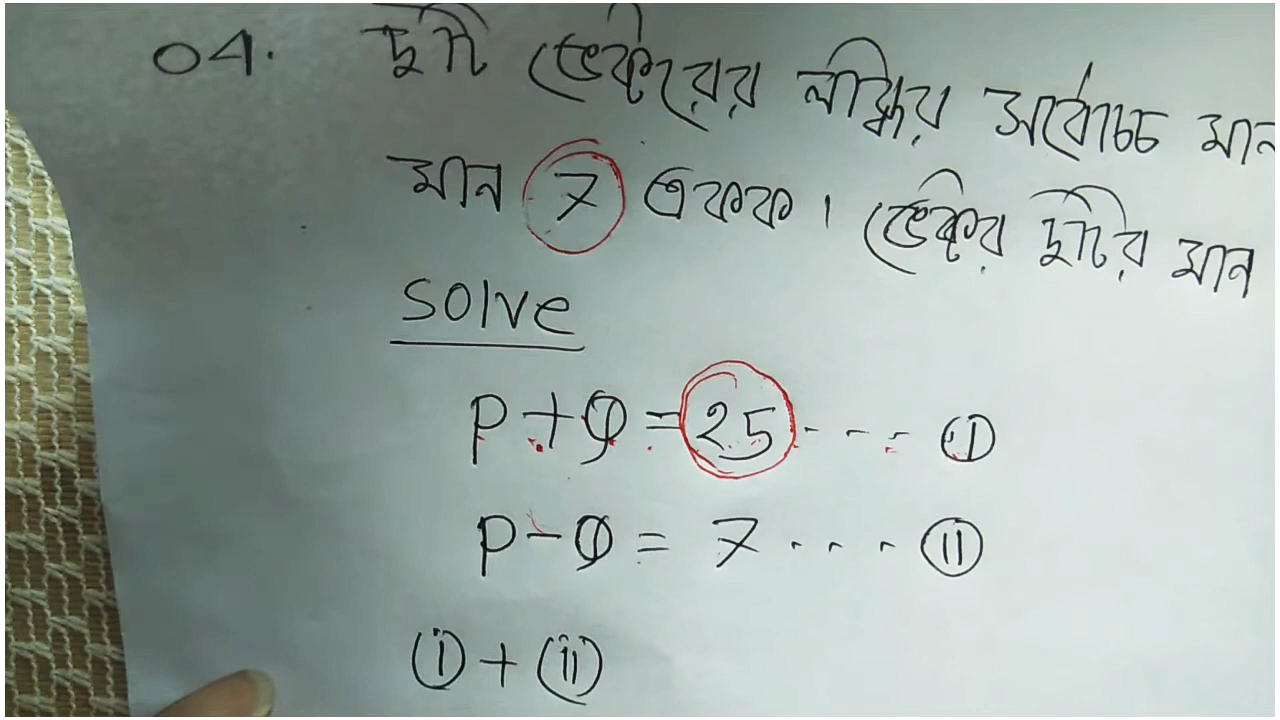 04. দুটি ভেক্টরের লব্ধির সর্বোচ্চ মান
মান 7 একক। ভেক্টর দুটির মান
Solve
P+Q=25 - - - - (i)
P-Q = 7 - - - (ii)
(i) + (ii)